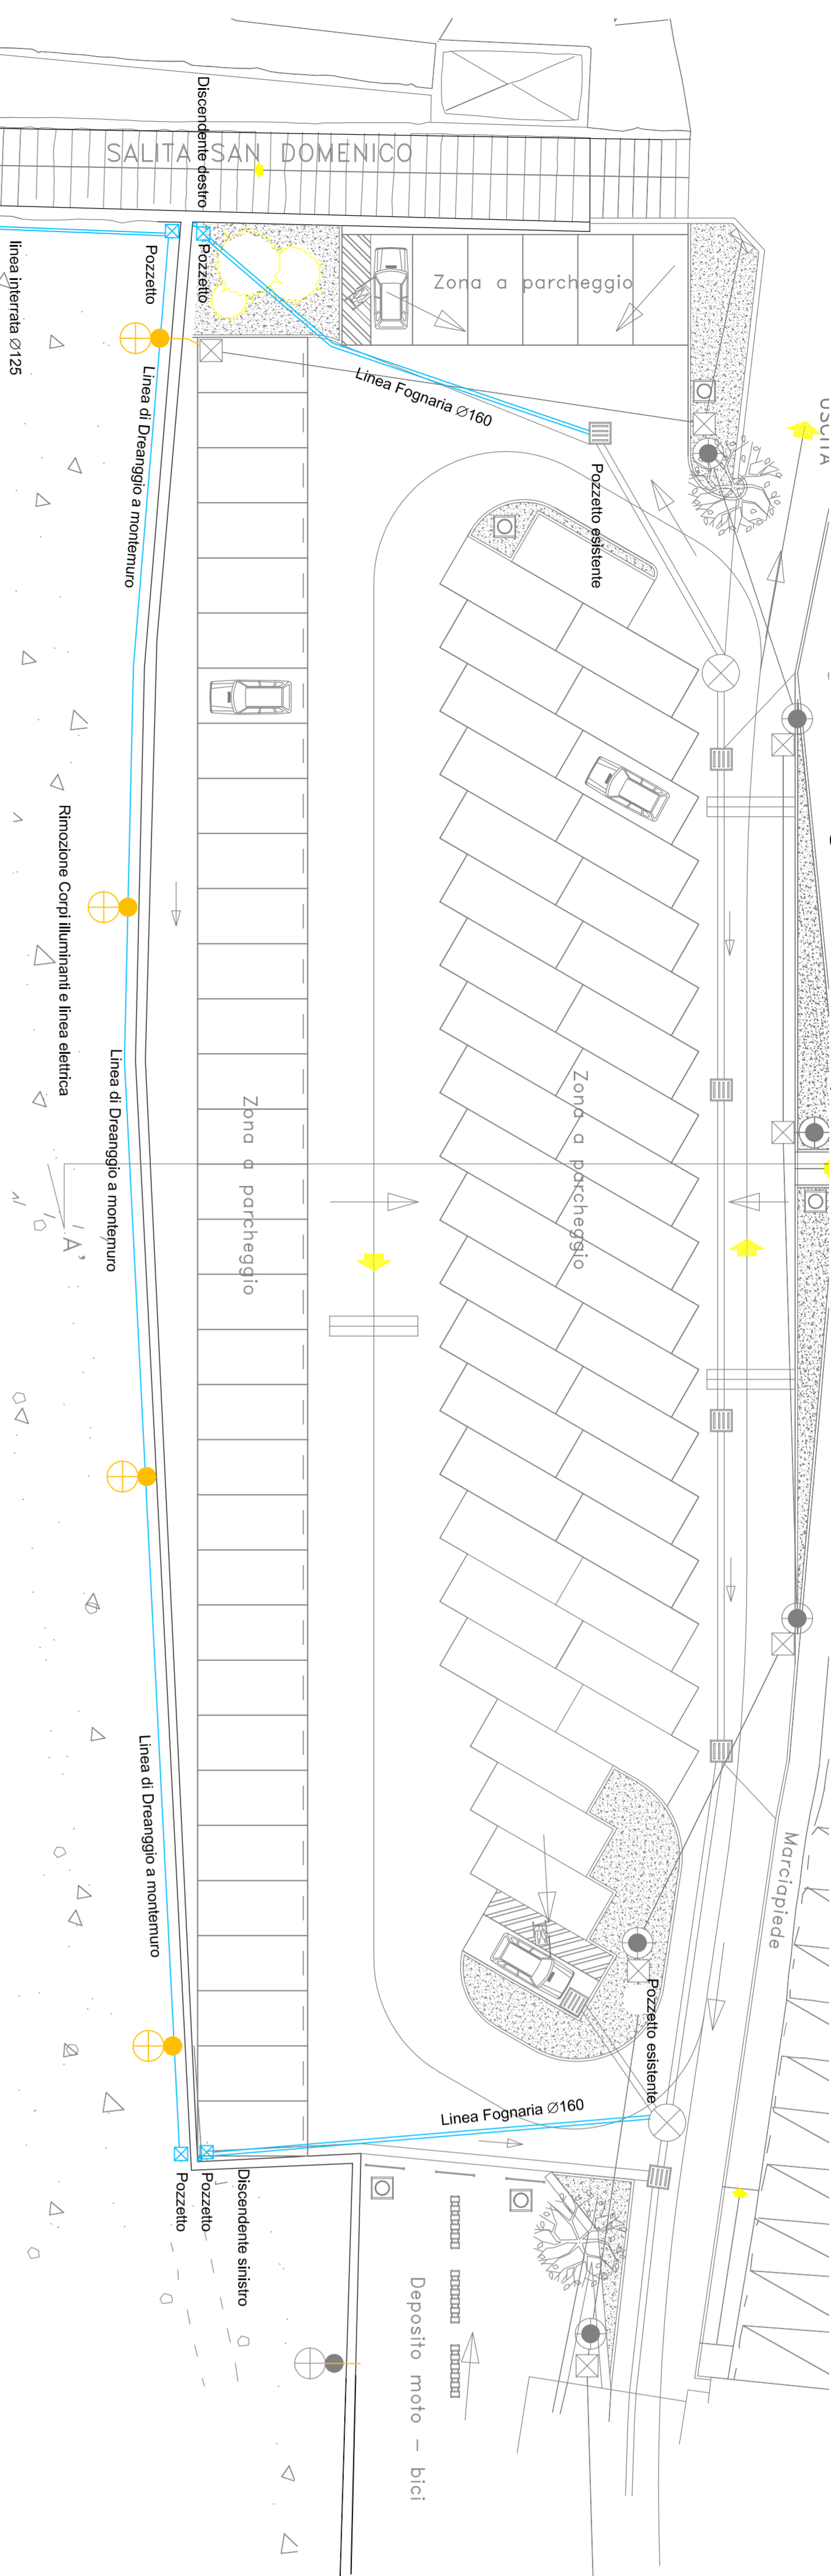 Discendente destro
SALITA SAN DOMENICO
linea interrata Ø125
Pozzetto
Pozzetto
Zona a parcheggio
Linea di Dreanggio a montemuro
Linea Fognaria Ø160
USCITA
Pozzetto esistente
Rimozione Corpi illuminanti e linea elettrica
Linea di Dreanggio a montemuro
Zona a parcheggio
Zona a parcheggio
A'
Linea di Dreanggio a montemuro
Marciapiede
Pozzetto esistente
Linea Fognaria Ø160
Pozzetto
Pozzetto
Discendente sinistro
Deposito moto - bici